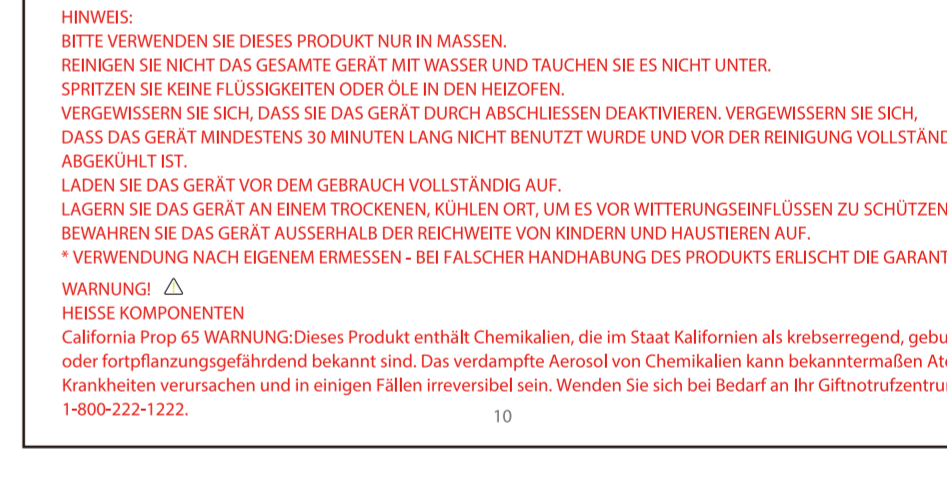 HINWEIS:
BITTE VERWENDEN SIE DIESES PRODUKT NUR IN MASSEN.
REINIGEN SIE NICHT DAS GESAMTE GERÄT MIT WASSER UND TAUCHEN SIE ES NICHT UNTER.
SPRITZEN SIE KEINE FLÜSSIGKEITEN ODER ÖLE IN DEN HEIZOFEN.
VERGEWISSERN SIE SICH, DASS SIE DAS GERÄT DURCH ABSCHLIESSEN DEAKTIVIEREN. VERGEWISSERN SIE SICH,
DASS DAS GERÄT MINDESTENS 30 MINUTEN LANG NICHT BENUTZT WURDE UND VOR DER REINIGUNG VOLLSTÄND
ABGEKÜHLT IST.
LADEN SIE DAS GERÄT VOR DEM GEBRAUCH VOLLSTÄNDIG AUF.
LAGERN SIE DAS GERÄT AN EINEM TROCKENEN, KÜHLEN ORT, UM ES VOR WITTERUNGSEINFLÜSSEN ZU SCHÜTZEN
BEWAHREN SIE DAS GERÄT AUSSERHALB DER REICHWEITE VON KINDERN UND HAUSTIEREN AUF.
* VERWENDUNG NACH EIGENEM ERMESSEN - BEI FALSCHER HANDHABUNG DES PRODUKTS ERLISCHT DIE GARANT
WARNUNG! ⚠
HEISSE KOMPONENTEN
California Prop 65 WARNUNG:Dieses Produkt enthält Chemikalien, die im Staat Kalifornien als krebserregend, gebu
oder fortpflanzungsgefährdend bekannt sind. Das verdampfte Aerosol von Chemikalien kann bekanntermaßen Ate
Krankheiten verursachen und in einigen Fällen irreversibel sein. Wenden Sie sich bei Bedarf an Ihr Giftnotrufzentru
1-800-222-1222.
10